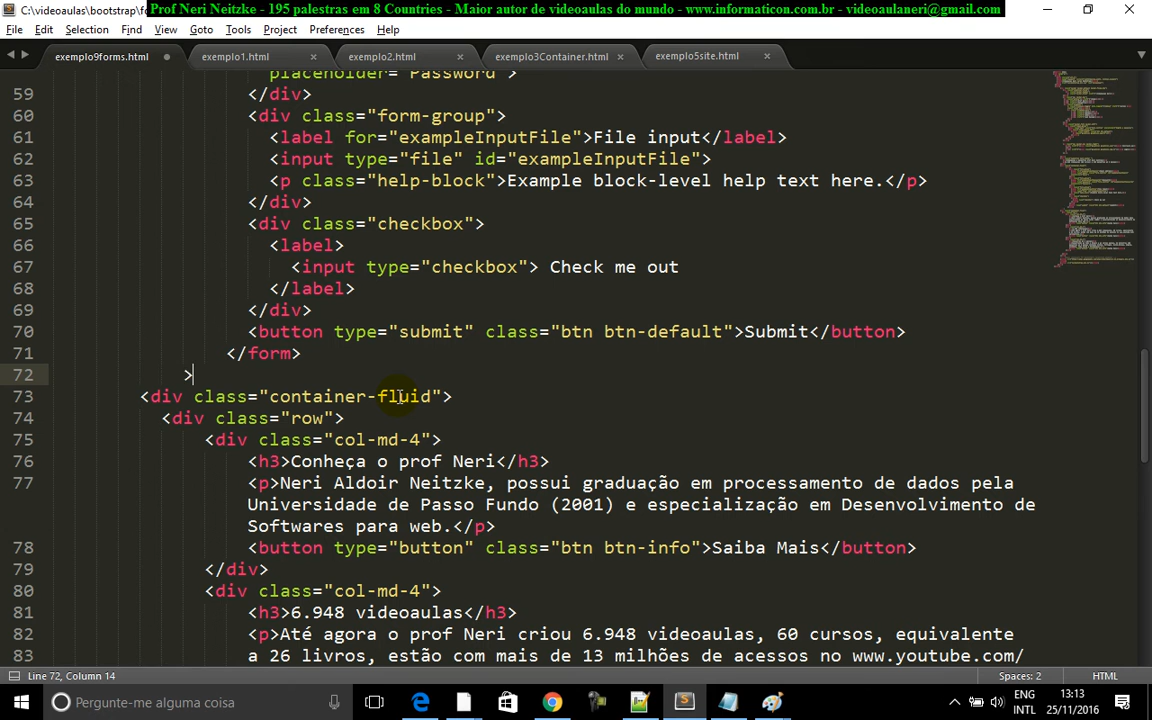 C:\videoaulas\bootstrap\fo
Prof Neri Neitzke - 195 palestras em 8 Countries - Maior autor de videoaulas do mundo - www.informaticon.com.br - videoaulaneri@gmail.com
File Edit Selection Find View Goto Tools Project Preferences Help
exemplo9forms.html exemplo1.html exemplo2.html exemplo3Container.html exemplo5site.html
placeholder="Password">
59 </div>
60 <div class="form-group">
61 <label for="exampleInputFile">File input</label>
62 <input type="file" id="exampleInputFile">
63 <p class="help-block">Example block-level help text here.</p>
64 </div>
65 <div class="checkbox">
66 <label>
67 <input type="checkbox"> Check me out
68 </label>
69 </div>
70 <button type="submit" class="btn btn-default">Submit</button>
71 </form>
72 >
73 <div class="container-fluid">
74 <div class="row">
75 <div class="col-md-4">
76 <h3>Conheça o prof Neri</h3>
77 <p>Neri Aldoir Neitzke, possui graduação em processamento de dados pela
Universidade de Passo Fundo (2001) e especialização em Desenvolvimento de
Softwares para web.</p>
78 <button type="button" class="btn btn-info">Saiba Mais</button>
79 </div>
80 <div class="col-md-4">
81 <h3>6.948 videoaulas</h3>
82 <p>Até agora o prof Neri criou 6.948 videoaulas, 60 cursos, equivalente
83 a 26 livros, estão com mais de 13 milhões de acessos no www.youtube.com/
Line 72, Column 14 Spaces: 2 HTML
Pergunte-me alguma coisa ENG 13:13
INTL 25/11/2016